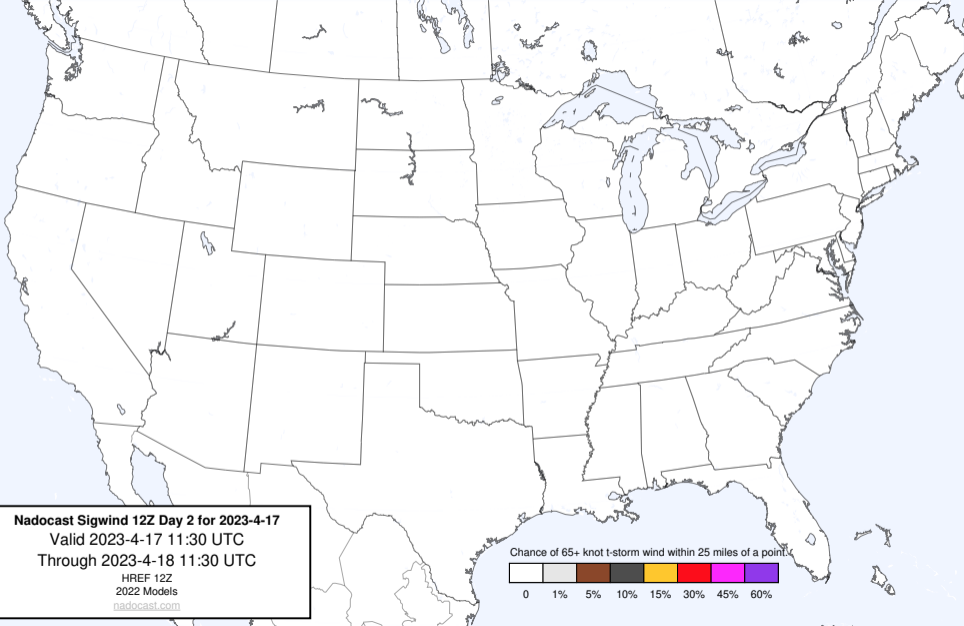 Nadocast Sigwind 12Z Day 2 for 2023-4-17
Valid 2023-4-17 11:30 UTC
Through 2023-4-18 11:30 UTC
HREF 12Z
2022 Models
nadocast.com
Chance of 65+ knot t-storm wind within 25 miles of a point.
0 1% 5% 10% 15% 30% 45% 60%